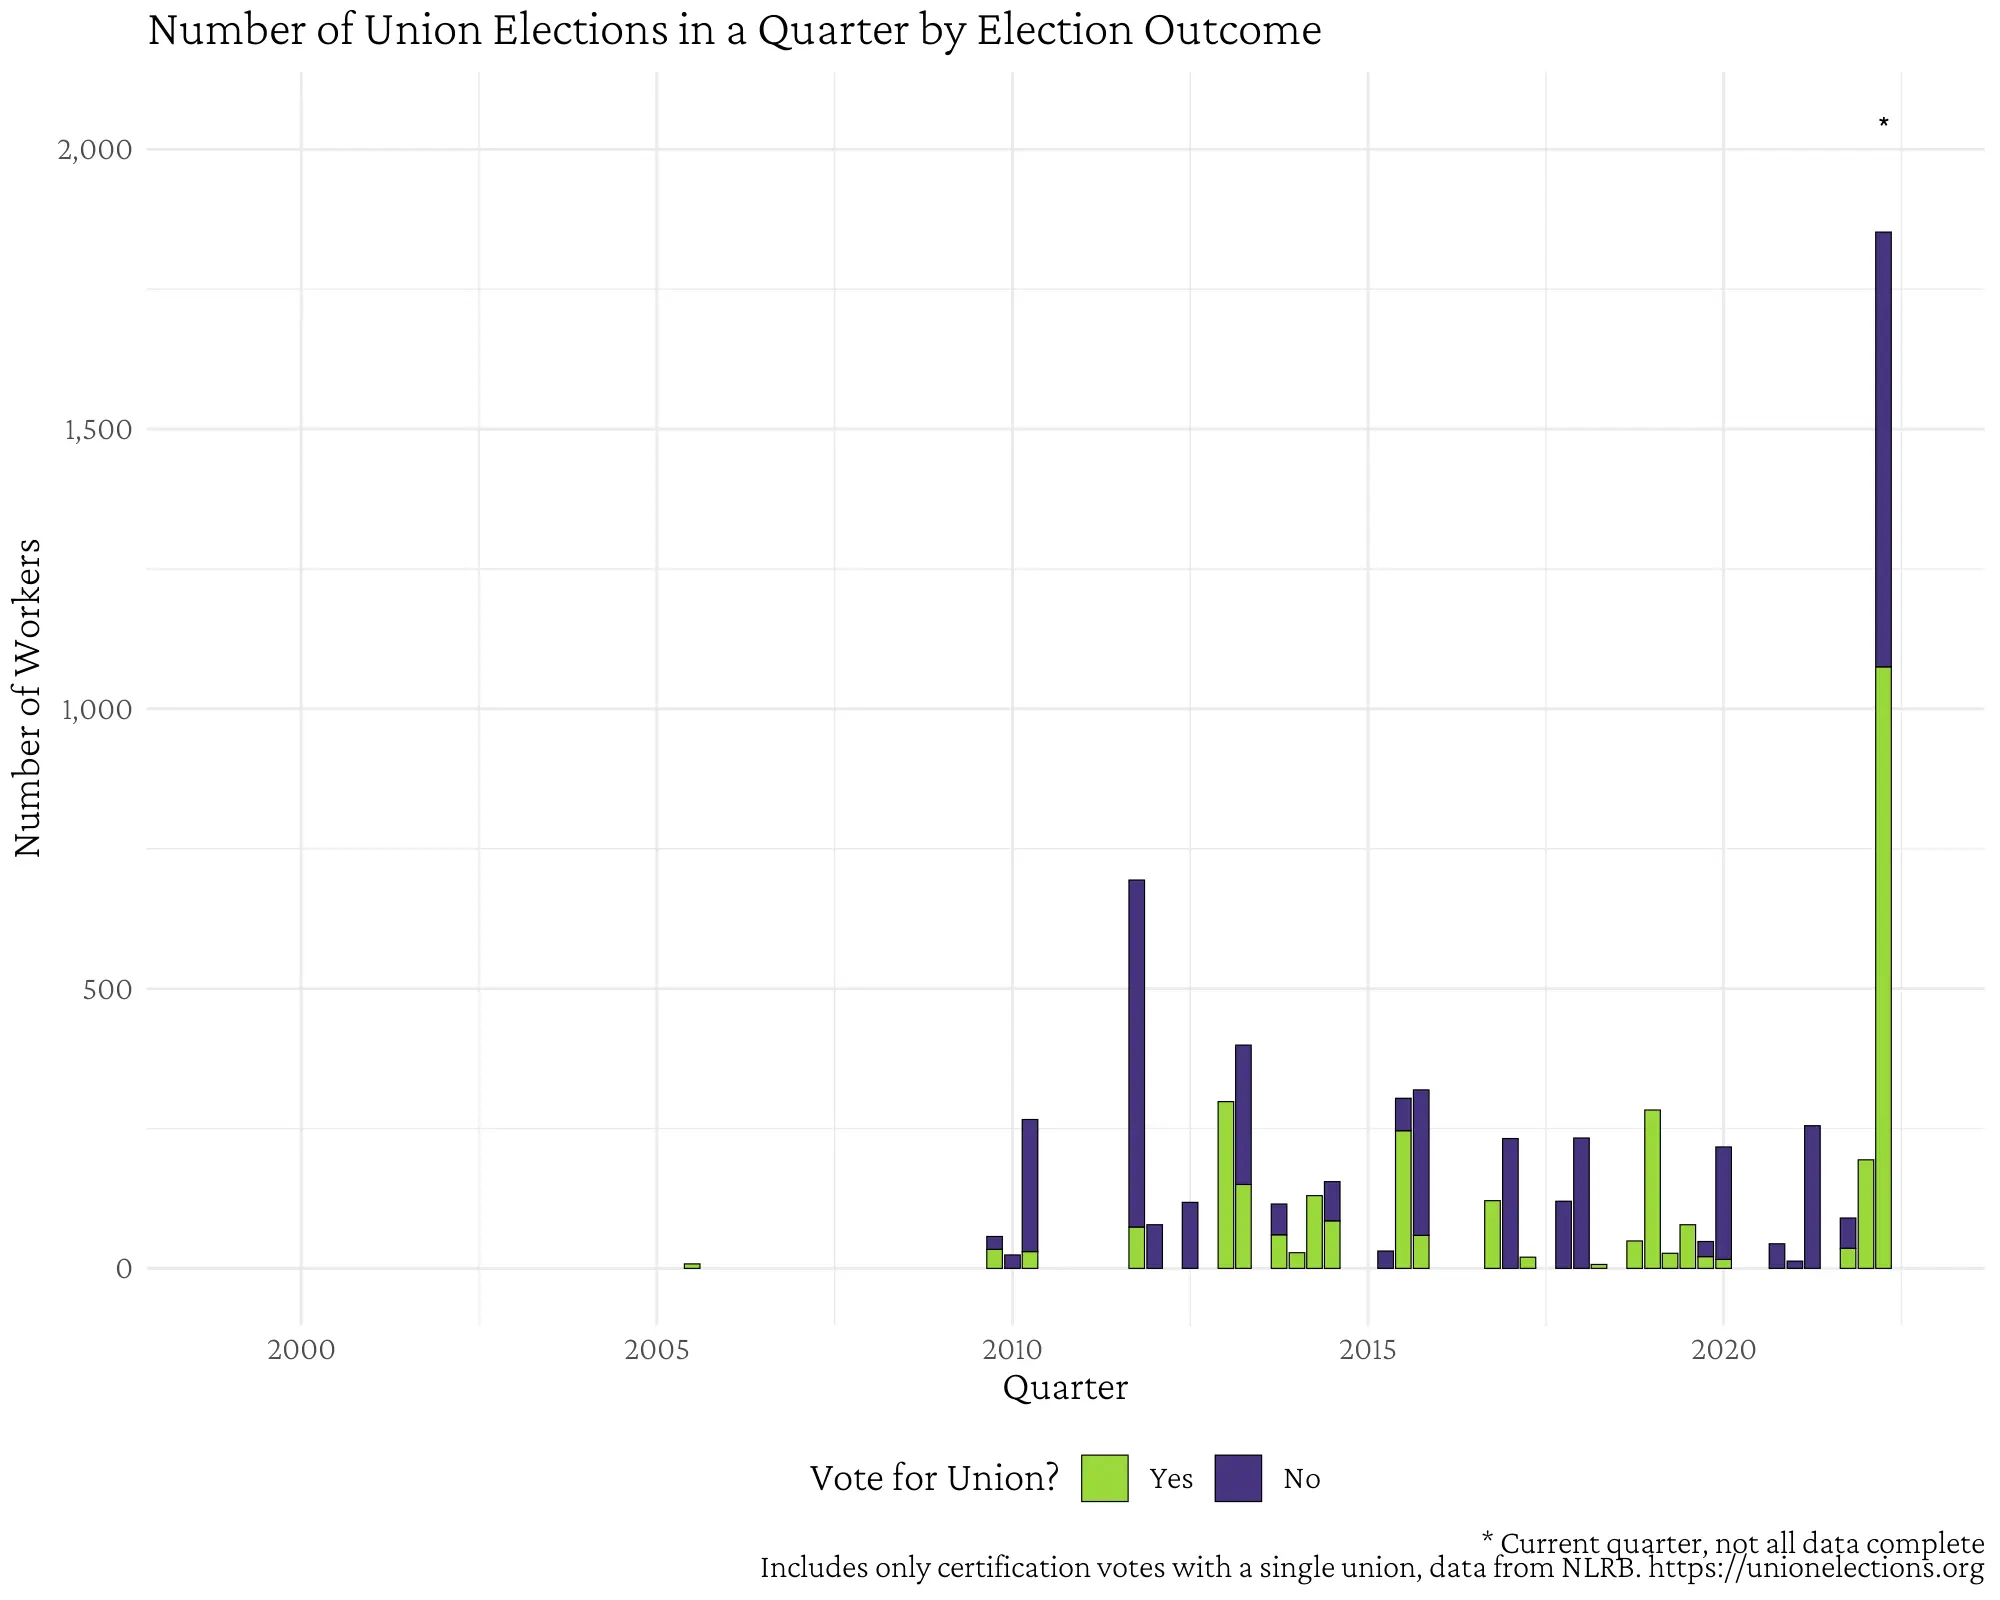 Number of Union Elections in a Quarter by Election Outcome
*
2,000
1,500
1,000
500
0
Number of Workers
2000 2005 2010 2015 2020
Quarter
Vote for Union? Yes No
* Current quarter, not all data complete
Includes only certification votes with a single union, data from NLRB. https://unionelections.org